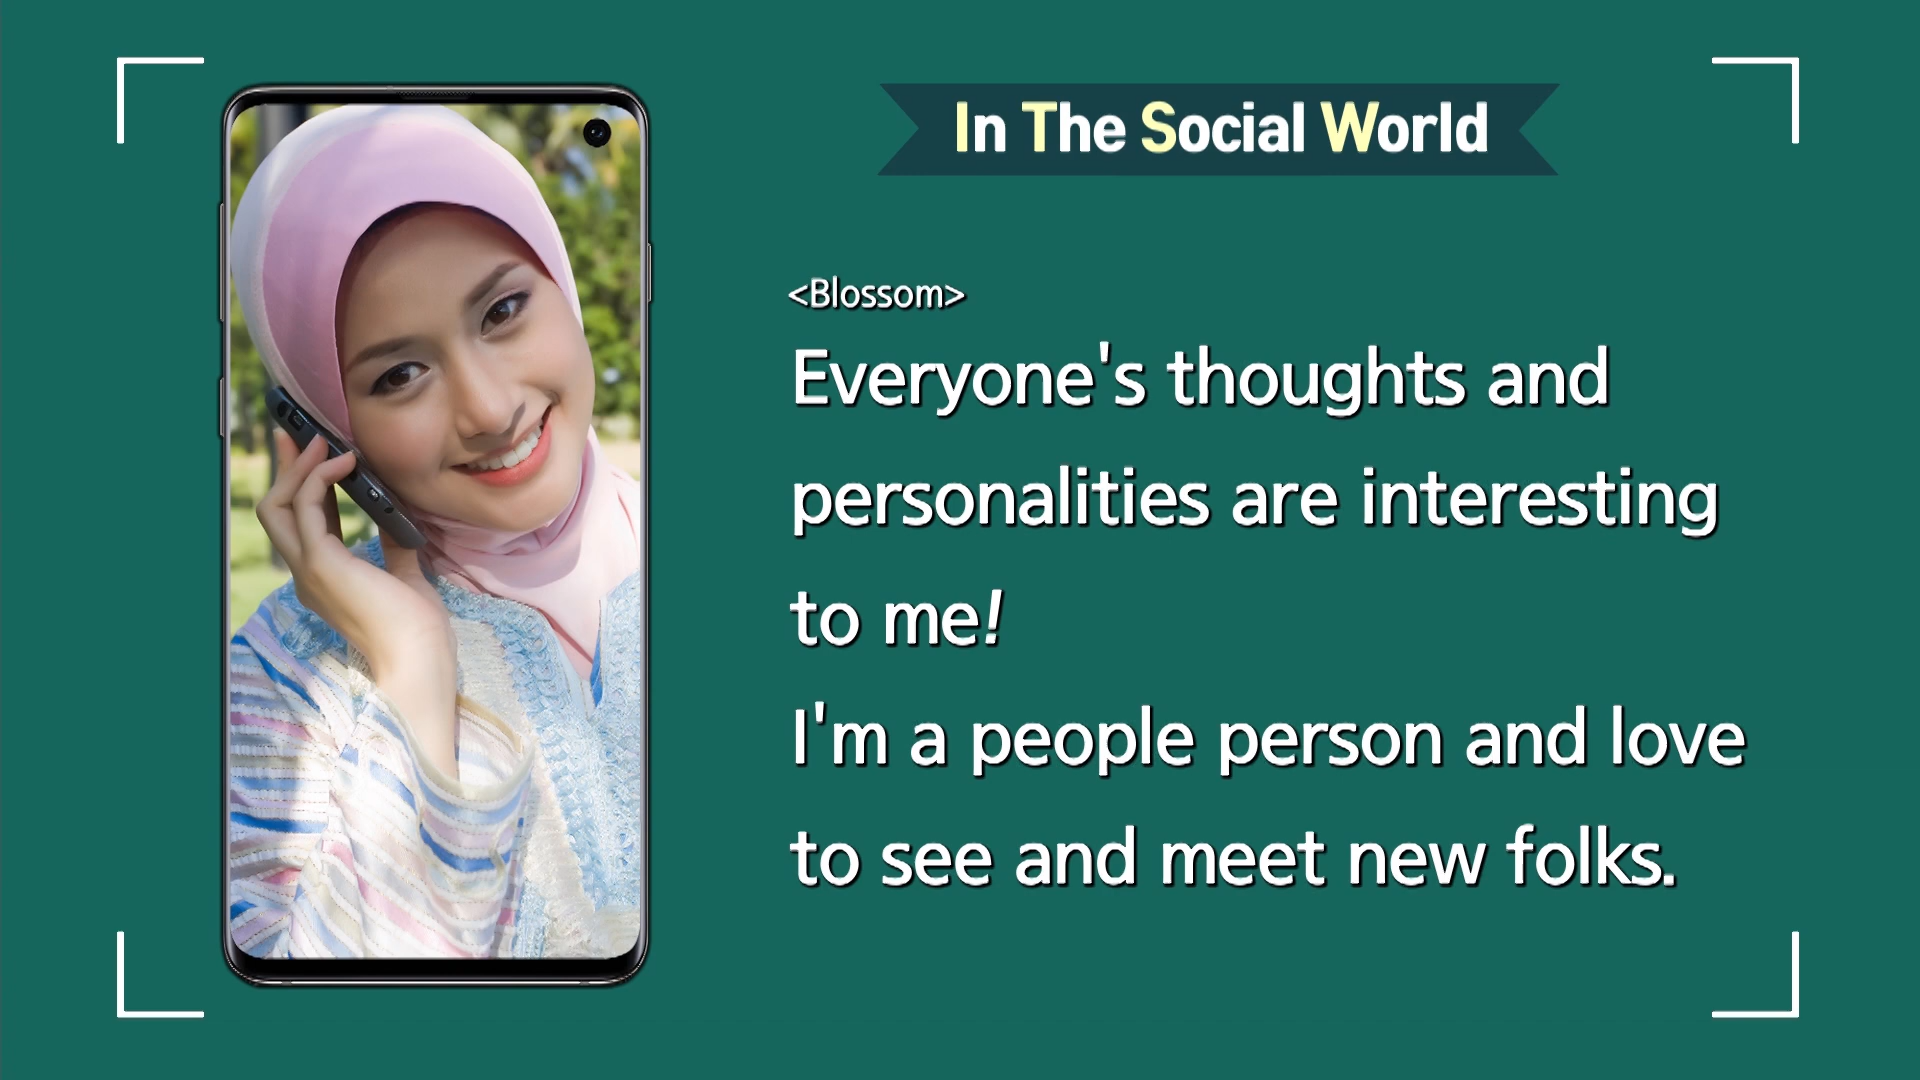 In The Social World
<Blossom>
Everyone's thoughts and
personalities are interesting
to me!
I'm a people person and love
to see and meet new folks.